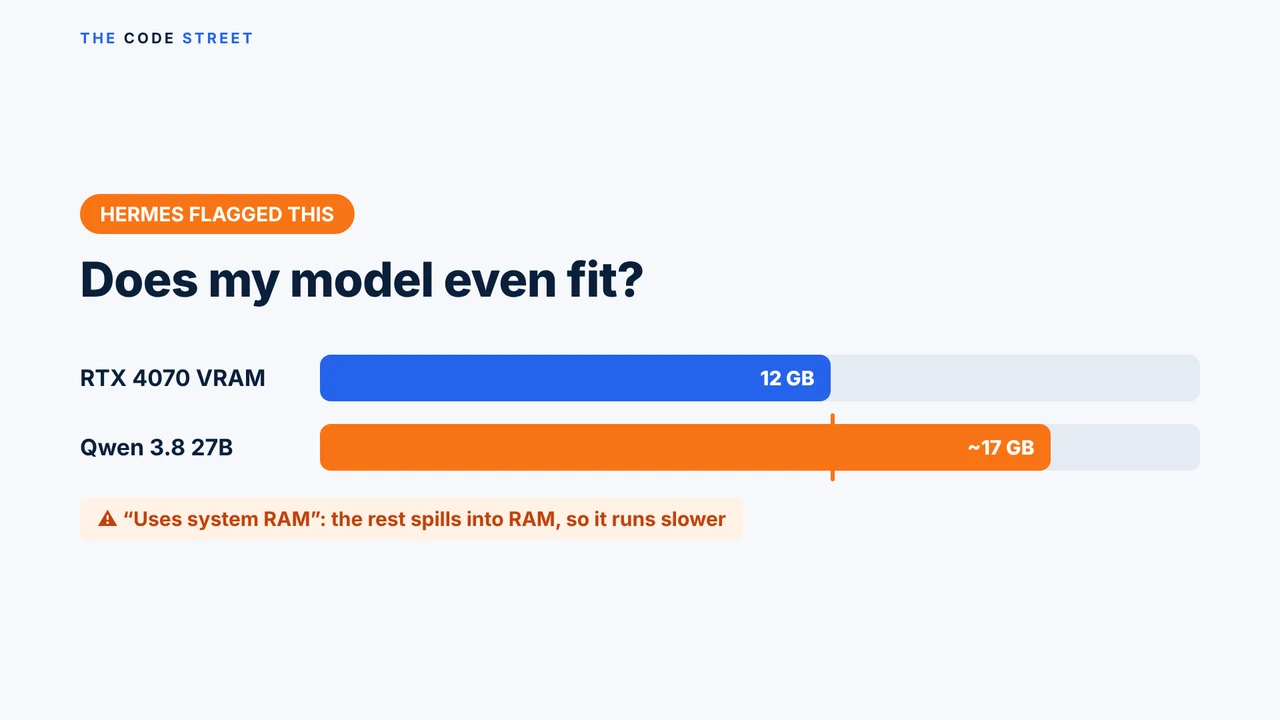 THE CODE STREET
HERMES FLAGGED THIS
Does my model even fit?
RTX 4070 VRAM
12 GB
Qwen 3.8 27B
~17 GB
⚠ “Uses system RAM”: the rest spills into RAM, so it runs slower